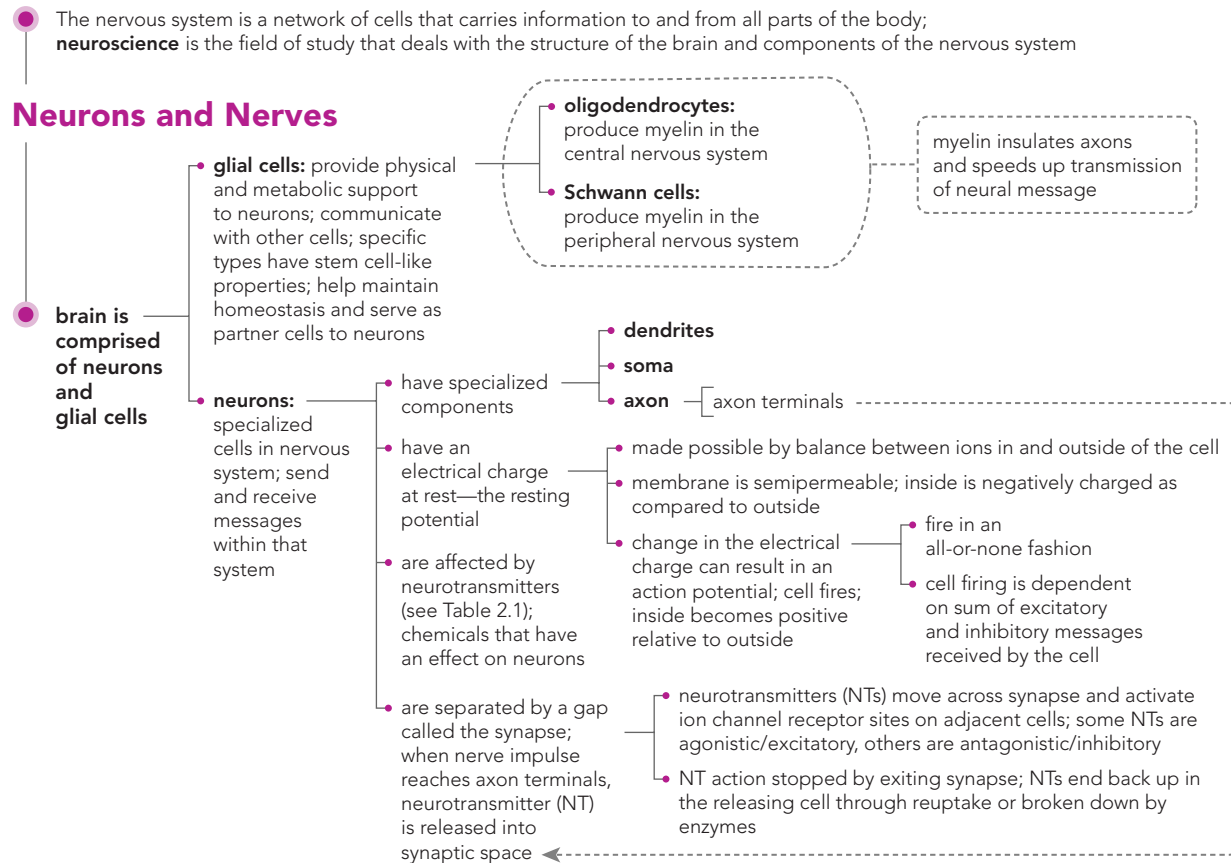 The nervous system is a network of cells that carries information to and from all parts of the body;
neuroscience is the field of study that deals with the structure of the brain and components of the nervous system
Neurons and Nerves
brain is
comprised
of neurons
and
glial cells
glial cells: provide physical
and metabolic support
to neurons; communicate
with other cells; specific
types have stem cell-like
properties; help maintain
homeostasis and serve as
partner cells to neurons
oligodendrocytes:
produce myelin in the
central nervous system
Schwann cells:
produce myelin in the
peripheral nervous system
myelin insulates axons
and speeds up transmission
of neural message
neurons:
specialized
cells in nervous
system; send
and receive
messages
within that
system
have specialized
components
dendrites
soma
axon
axon terminals
have an
electrical charge
at rest—the resting
potential
made possible by balance between ions in and outside of the cell
membrane is semipermeable; inside is negatively charged as
compared to outside
change in the electrical
charge can result in an
action potential; cell fires;
inside becomes positive
relative to outside
fire in an
all-or-none fashion
cell firing is dependent
on sum of excitatory
and inhibitory messages
received by the cell
are affected by
neurotransmitters
(see Table 2.1);
chemicals that have
an effect on neurons
are separated by a gap
called the synapse;
when nerve impulse
reaches axon terminals,
neurotransmitter (NT)
is released into
synaptic space
neurotransmitters (NTs) move across synapse and activate
ion channel receptor sites on adjacent cells; some NTs are
agonistic/excitatory, others are antagonistic/inhibitory
NT action stopped by exiting synapse; NTs end back up in
the releasing cell through reuptake or broken down by
enzymes